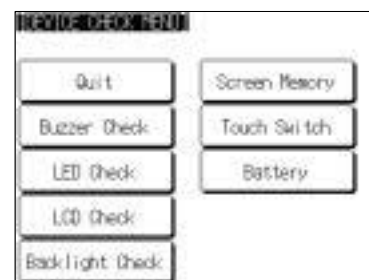 [DEVICE CHECK MENU]
Quit
Buzzer Check
LED Check
LCD Check
Backlight Check
Screen Memory
Touch Switch
Battery